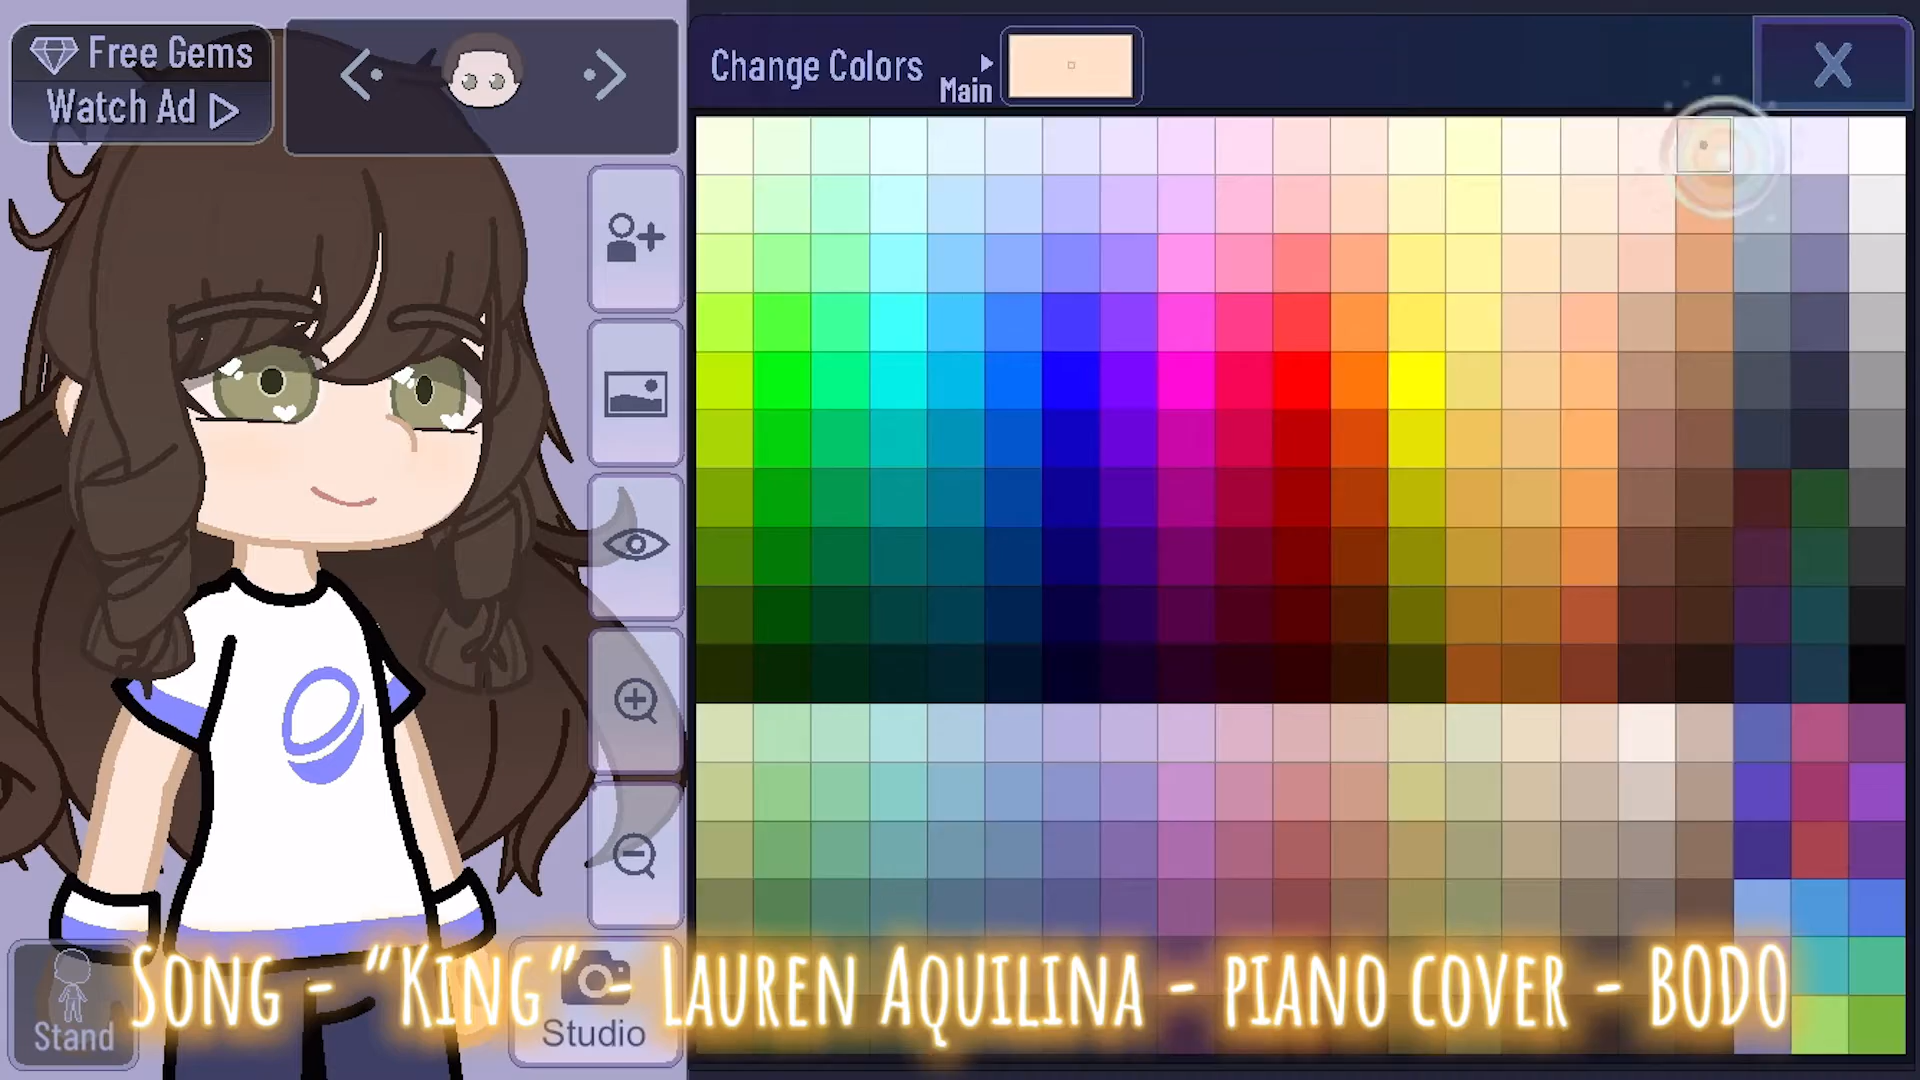 Free Gems
Watch Ad
Change Colors
Main
X
Song - "King" - Lauren Aquilina - piano cover - BODO
Stand
Studio